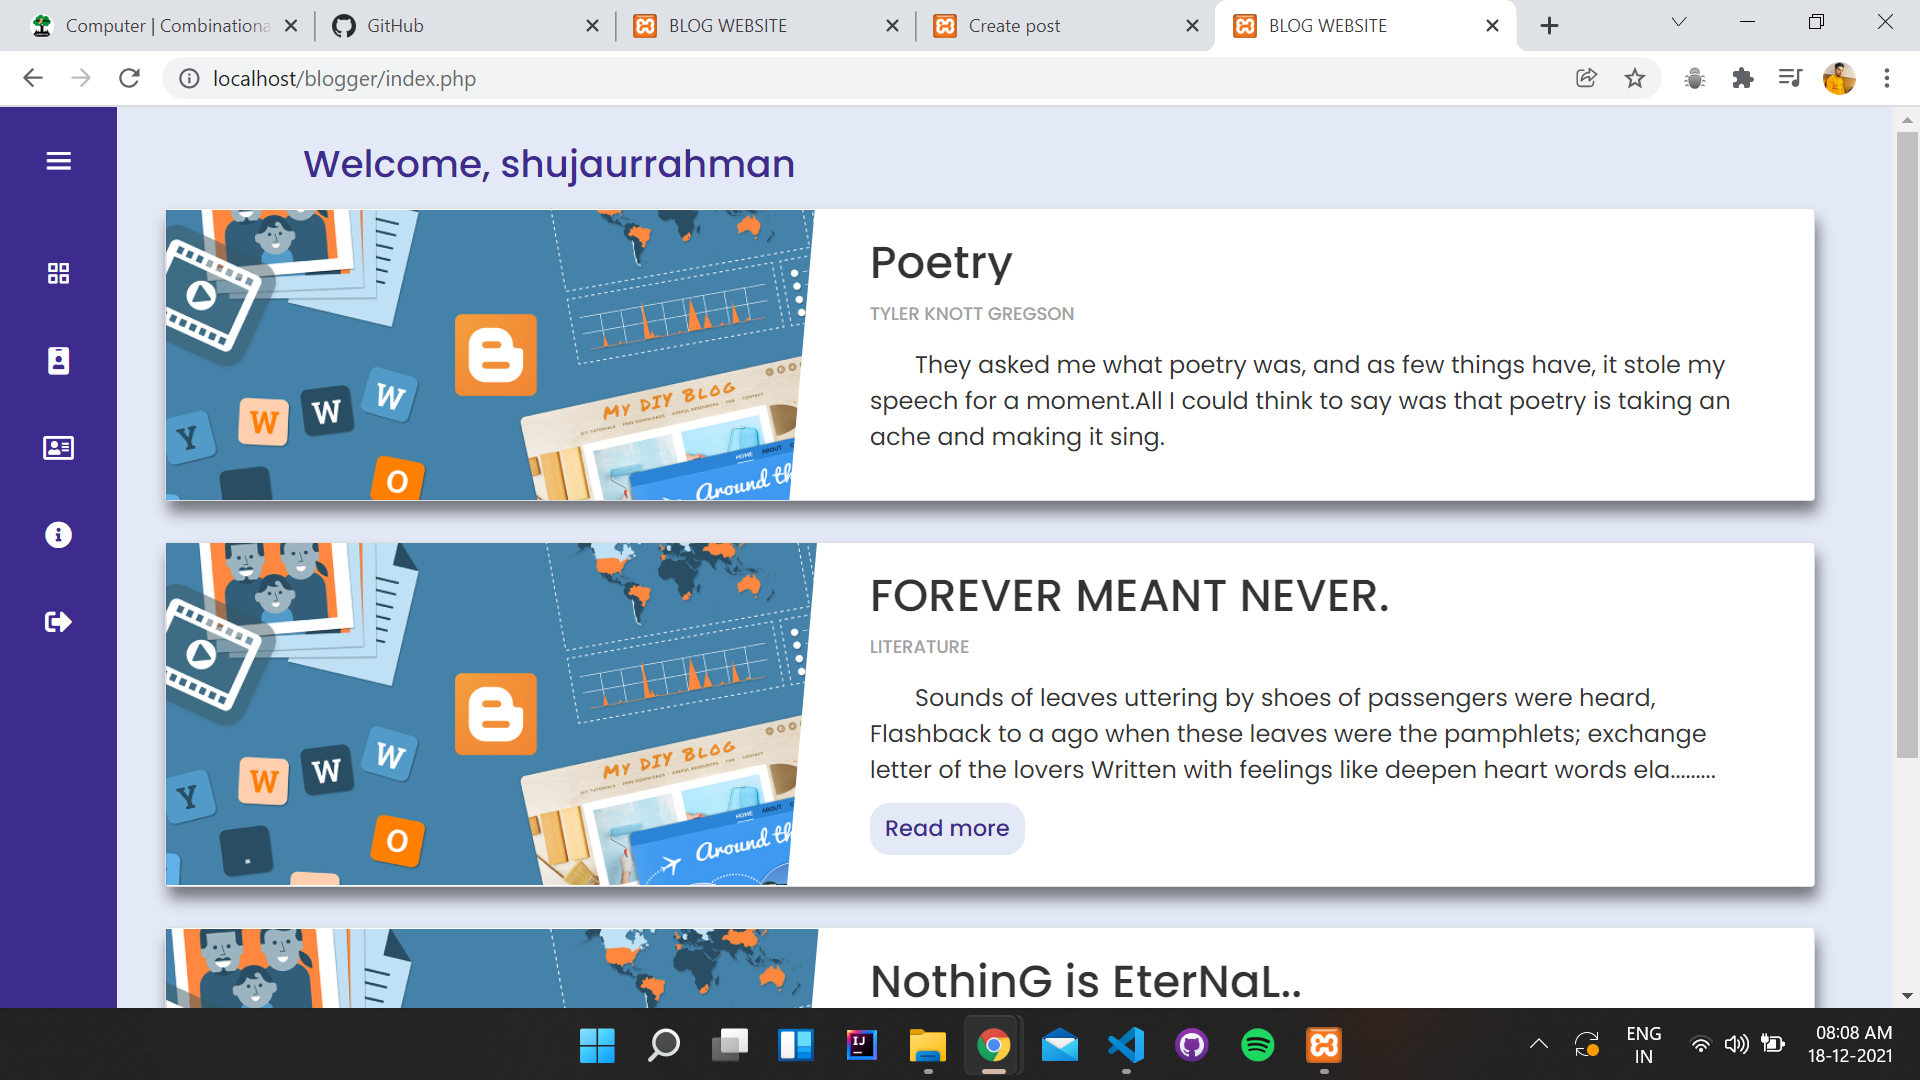 Computer | Combinationa
GitHub
BLOG WEBSITE
Create post
BLOG WEBSITE
localhost/blogger/index.php
Welcome, shujaurrahman
MY DIY BLOG
HOME ABOUT
Around th
Y W W W
O
Poetry
TYLER KNOTT GREGSON
They asked me what poetry was, and as few things have, it stole my
speech for a moment.All I could think to say was that poetry is taking an
ache and making it sing.
MY DIY BLOG
HOME ABOUT
Around th
Y W W W
. O
FOREVER MEANT NEVER.
LITERATURE
Sounds of leaves uttering by shoes of passengers were heard,
Flashback to a ago when these leaves were the pamphlets; exchange
letter of the lovers Written with feelings like deepen heart words ela.........
Read more
NothinG is EterNaL..
IJ
ENG
IN
08:08 AM
18-12-2021